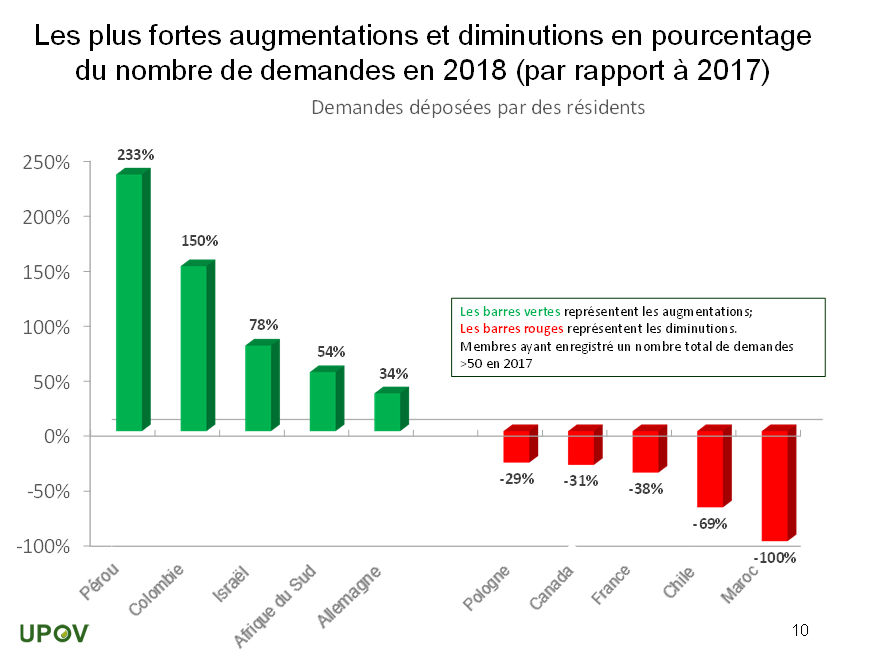 Les plus fortes augmentations et diminutions en pourcentage
du nombre de demandes en 2018 (par rapport à 2017)
Demandes déposées par des résidents
250%
200%
150%
100%
50%
0%
-50%
-100%
233%
150%
78%
54%
34%
-29%
-31%
-38%
-69%
-100%
Les barres vertes représentent les augmentations;
Les barres rouges représentent les diminutions.
Membres ayant enregistré un nombre total de demandes
>50 en 2017
Pérou
Colombie
Israël
Afrique du Sud
Allemagne
Pologne
Canada
France
Chile
Maroc
UPOV
10